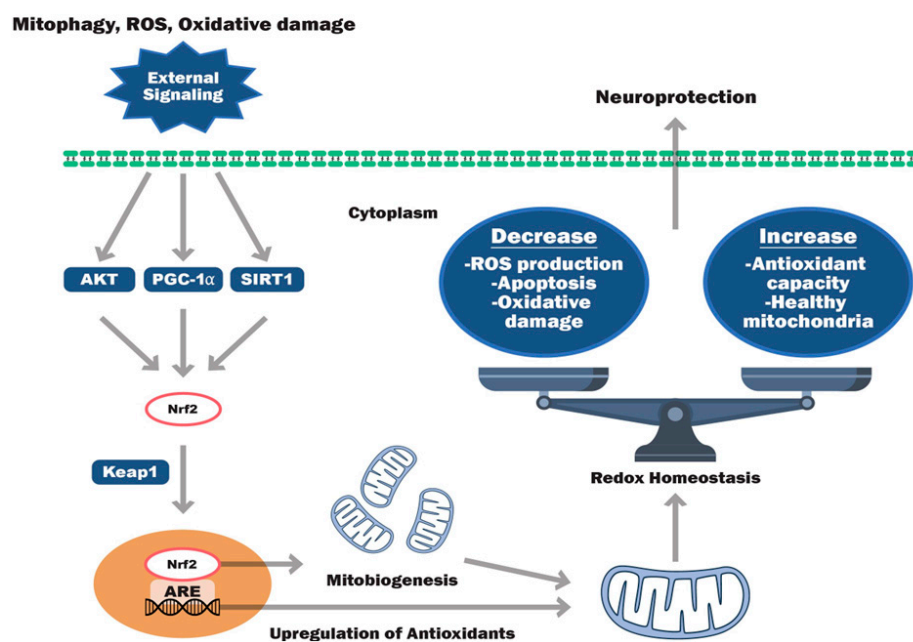 Mitophagy, ROS, Oxidative damage
External
Signaling
Neuroprotection
Cytoplasm
AKT
PGC-1α
SIRT1
Decrease
-ROS production
-Apoptosis
-Oxidative
damage
Increase
-Antioxidant
capacity
-Healthy
mitochondria
Nrf2
Keap1
Redox Homeostasis
Nrf2
ARE
Mitobiogenesis
Upregulation of Antioxidants